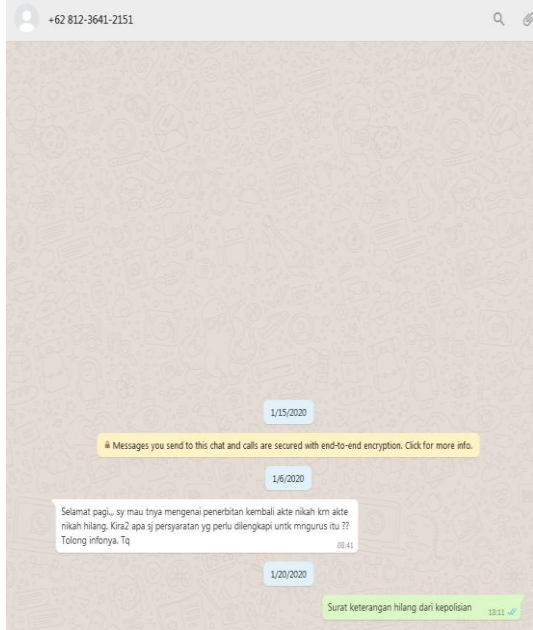 +62 812-3641-2151
1/15/2020
Messages you send to this chat and calls are secured with end-to-end encryption. Click for more info.
1/6/2020
Selamat pagi.,, sy mau tnya mengenai penerbitan kembali akte nikah krn akte
nikah hilang. Kira2 apa sj persyaratan yg perlu dilengkapi untk mngurus itu ??
Tolong infonya. Tq
08:41
1/20/2020
Surat keterangan hilang dari kepolisian
18:11